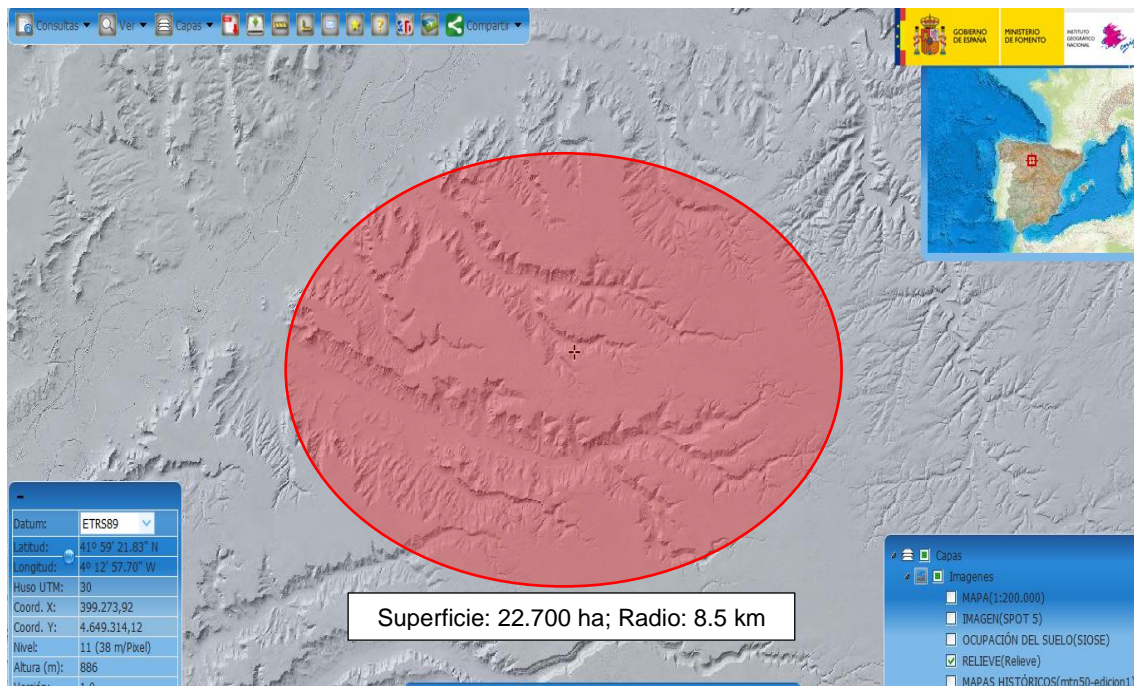 Consultas Ver Capas Compartir
GOBIERNO DE ESPAÑA
MINISTERIO DE FOMENTO
INSTITUTO GEOGRÁFICO NACIONAL
Datum: ETRS89
Latitud: 41º 59' 21.83" N
Longitud: 4º 12' 57.70" W
Huso UTM: 30
Coord. X: 399.273,92
Coord. Y: 4.649.314,12
Nivel: 11 (38 m/Pixel)
Altura (m): 886
Versión: 1.0
Superficie: 22.700 ha; Radio: 8.5 km
Capas
Imagenes
MAPA(1:200.000)
IMAGEN(SPOT 5)
OCUPACIÓN DEL SUELO(SIOSE)
RELIEVE(Relieve)
MAPAS HISTÓRICOS(mtn50-edicion1)